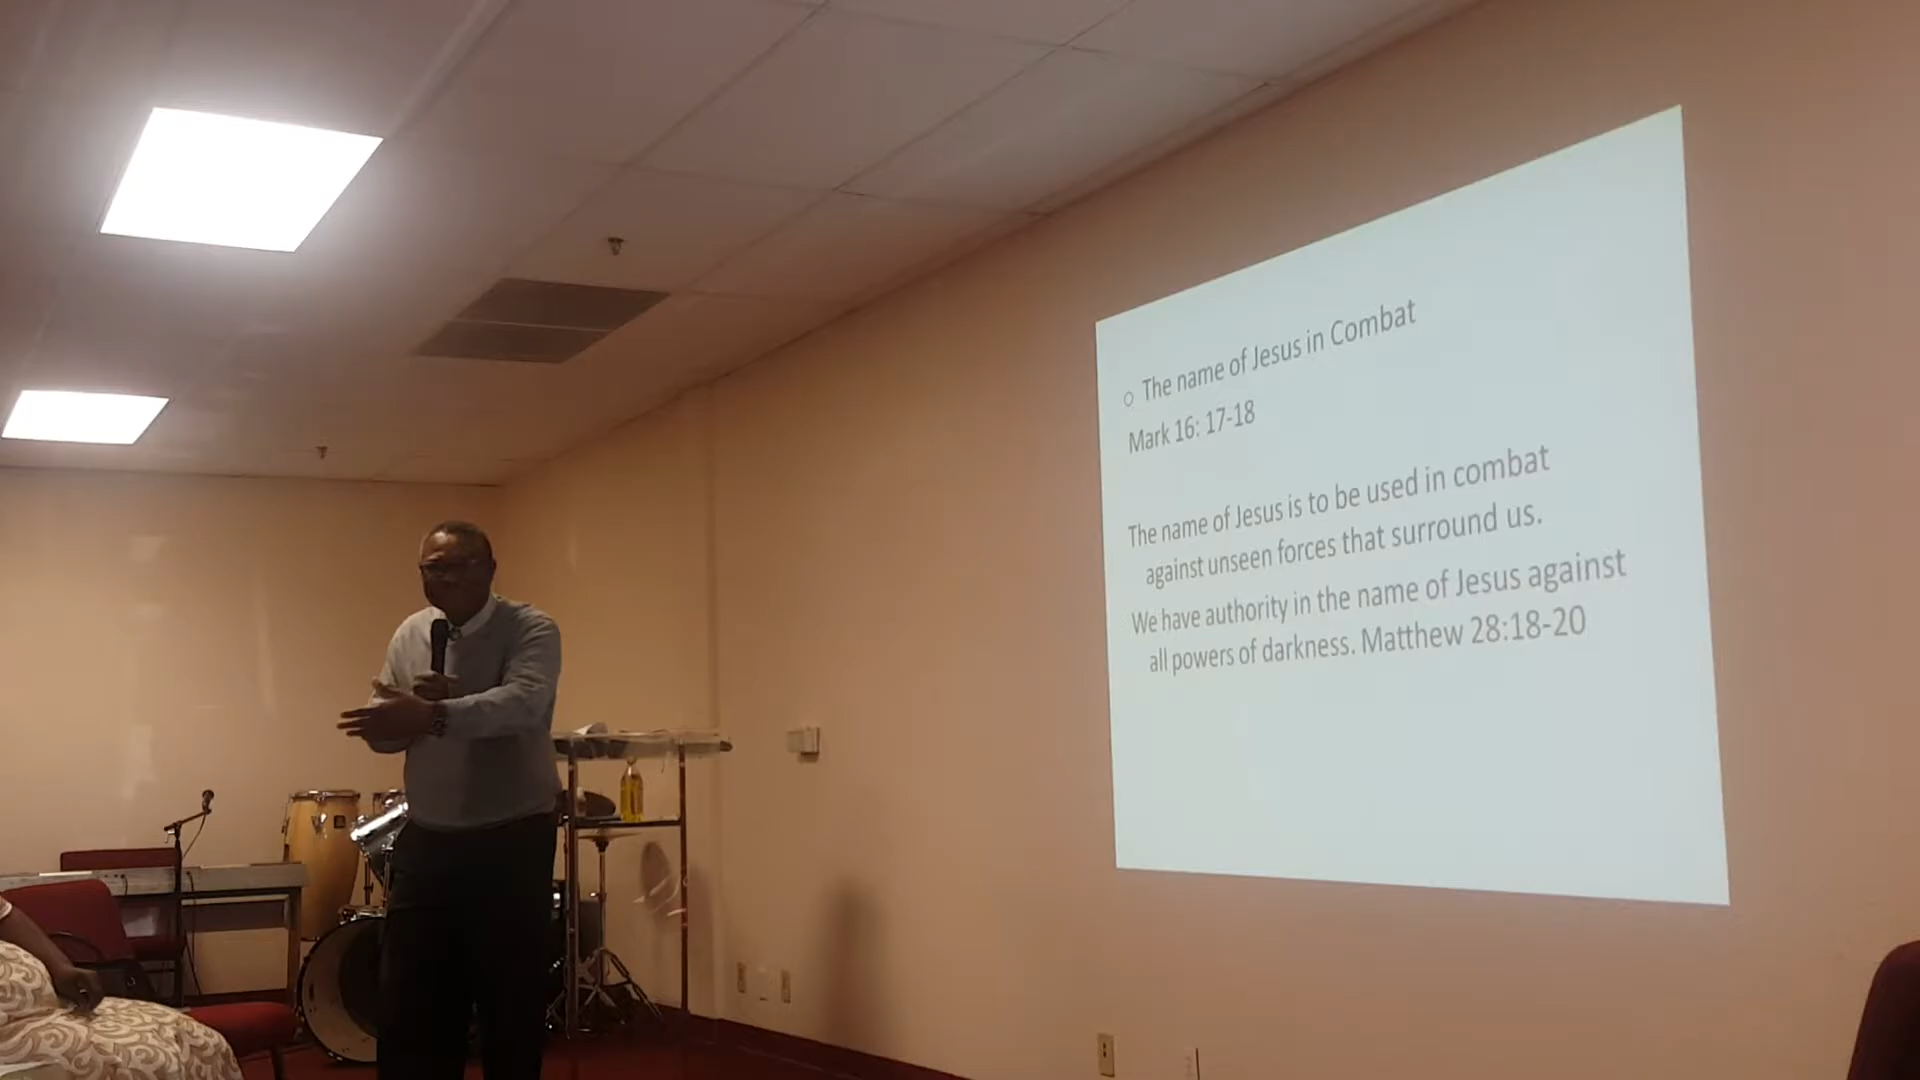 ○ The name of Jesus in Combat
Mark 16: 17-18
The name of Jesus is to be used in combat
against unseen forces that surround us.
We have authority in the name of Jesus against
all powers of darkness. Matthew 28:18-20